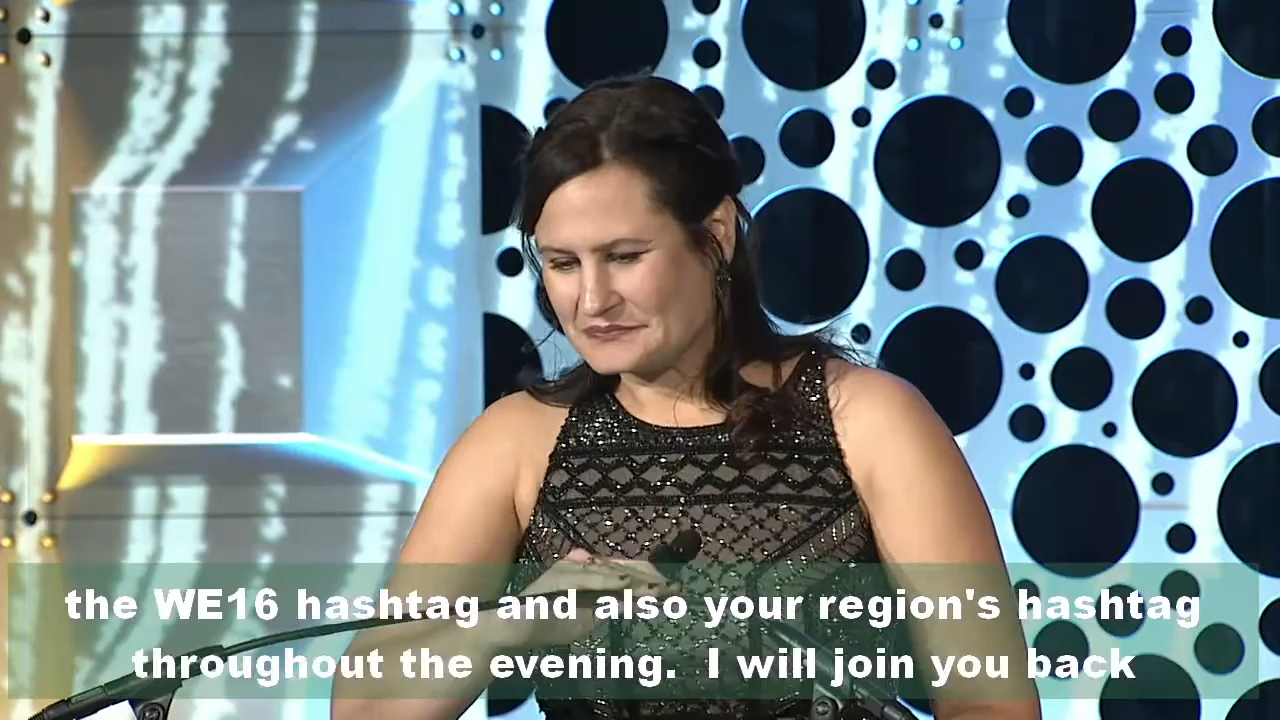 the WE16 hashtag and also your region's hashtag
throughout the evening.  I will join you back